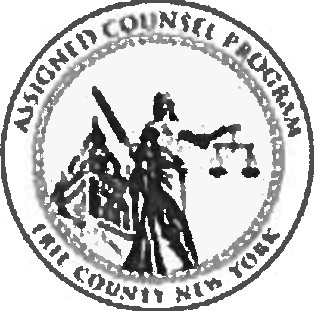 ASSIGNED COUNSEL PROGRAM
ERIE COUNTY NEW YORK